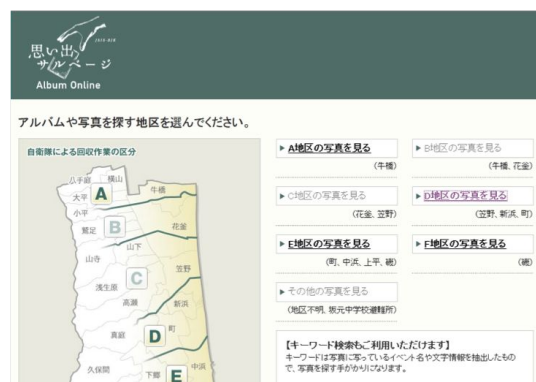 思い出
サルベージ
Album Online
アルバムや写真を探す地区を選んでください。
自衛隊による回収作業の区分
八手庭
横山
大平
A
牛橋
小平
鷲足
B
花釜
山下
山寺
笠野
C
浅生原
高瀬
新浜
真庭
D
町
久保間
下郷
E
中浜
A地区の写真を見る
(牛橋)
B地区の写真を見る
(牛橋、花釜)
C地区の写真を見る
(花釜、笠野)
D地区の写真を見る
(笠野、新浜、町)
E地区の写真を見る
(町、中浜、上平、磯)
F地区の写真を見る
(磯)
その他の写真を見る
(地区不明、坂元中学校避難所)
【キーワード検索もご利用いただけます】
キーワードは写真に写っているイベント名や文字情報を抽出したもので、写真を探す手がかりになります。